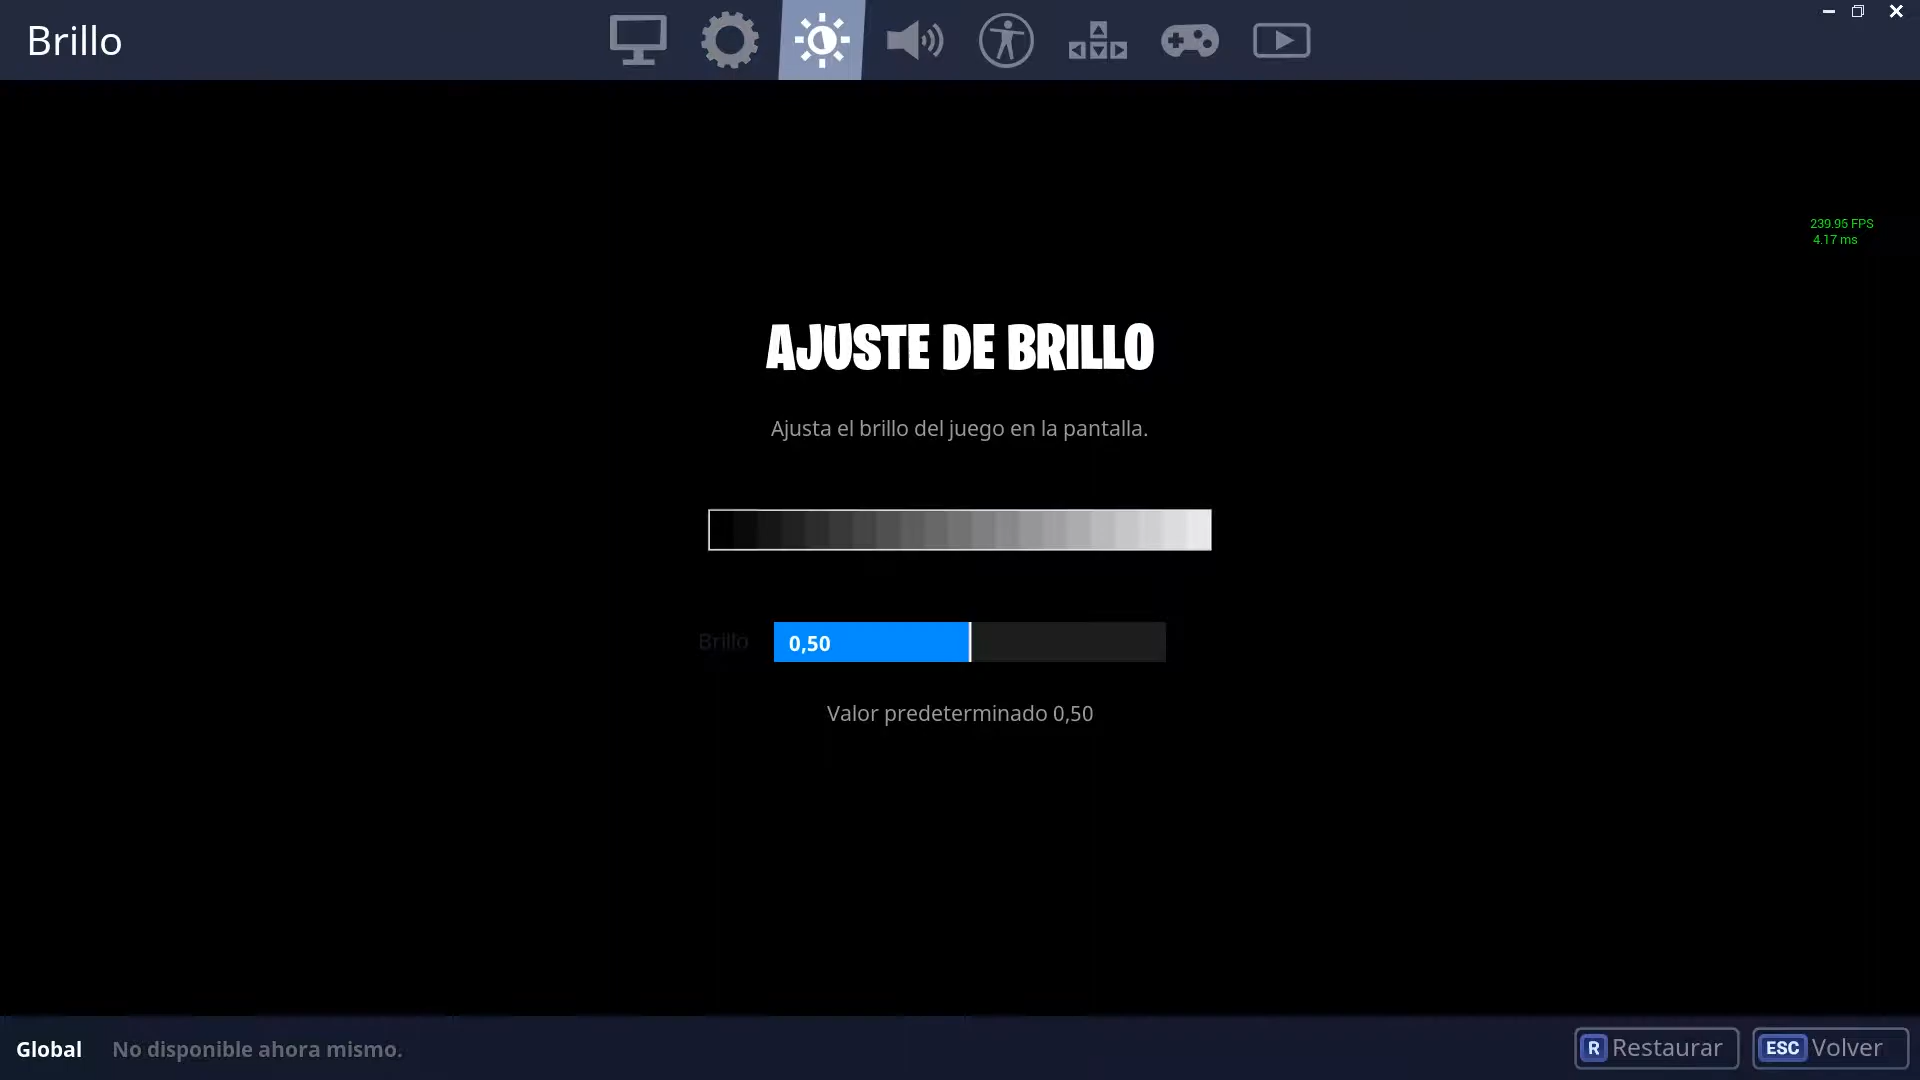 Brillo
239.95 FPS
4.17 ms
AJUSTE DE BRILLO
Ajusta el brillo del juego en la pantalla.
Brillo 0,50
Valor predeterminado 0,50
Global No disponible ahora mismo. R Restaurar ESC Volver